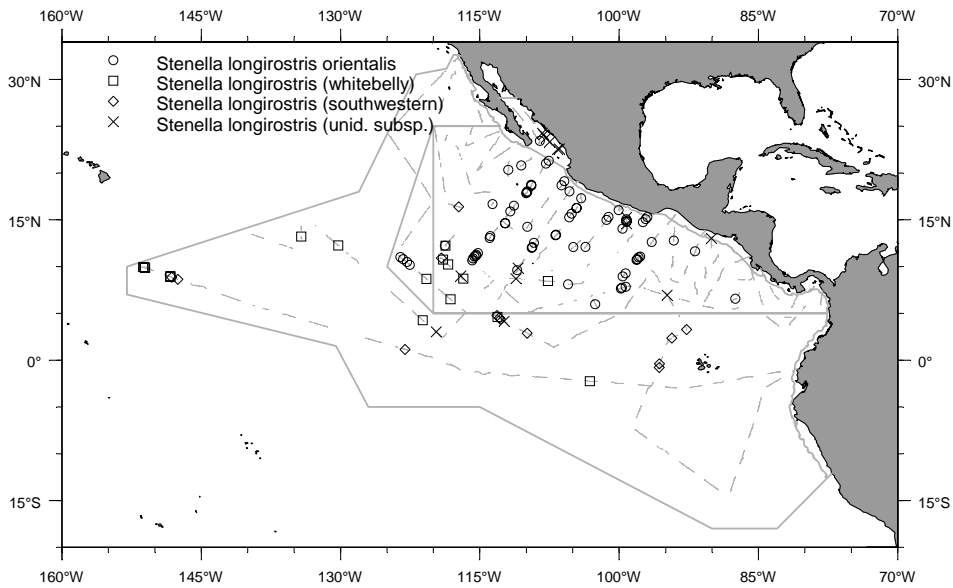 160°W 145°W 130°W 115°W 100°W 85°W 70°W
Stenella longirostris orientalis
30°N 30°N
Stenella longirostris (whitebelly)
Stenella longirostris (southwestern)
Stenella longirostris (unid. subsp.)
15°N 15°N
0° 0°
15°S 15°S
160°W 145°W 130°W 115°W 100°W 85°W 70°W